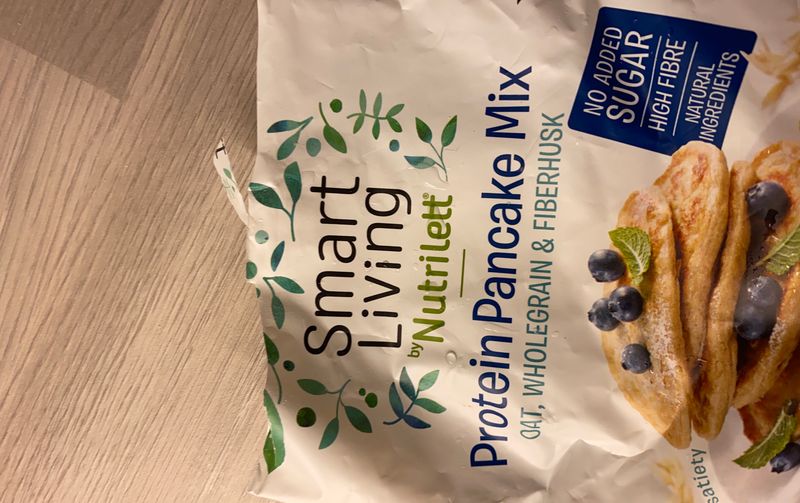 Smart
Living
by Nutrilett®
Protein Pancake Mix
OAT, WHOLEGRAIN & FIBERHUSK
NO ADDED
SUGAR
HIGH FIBRE
NATURAL
INGREDIENTS
satiety